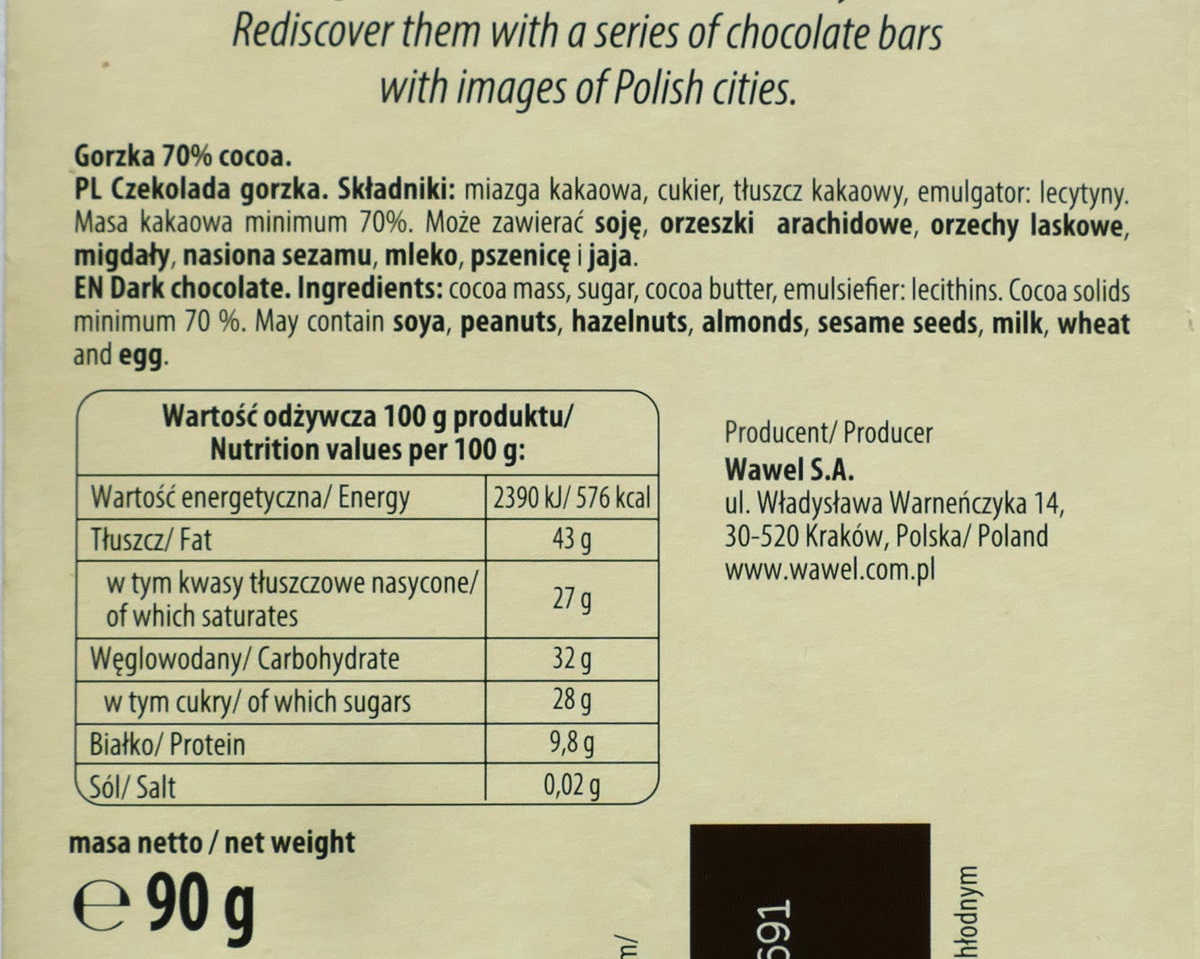 Rediscover them with a series of chocolate bars
with images of Polish cities.
Gorzka 70% cocoa.
PL Czekolada gorzka. Składniki: miazga kakaowa, cukier, tłuszcz kakaowy, emulgator: lecytyny.
Masa kakaowa minimum 70%. Może zawierać soję, orzeszki arachidowe, orzechy laskowe,
migdały, nasiona sezamu, mleko, pszenicę i jaja.
EN Dark chocolate. Ingredients: cocoa mass, sugar, cocoa butter, emulsiefier: lecithins. Cocoa solids
minimum 70 %. May contain soya, peanuts, hazelnuts, almonds, sesame seeds, milk, wheat
and egg.
Wartość odżywcza 100 g produktu/
Nutrition values per 100 g:
Wartość energetyczna/ Energy 2390 kJ/ 576 kcal
Tłuszcz/ Fat 43 g
w tym kwasy tłuszczowe nasycone/
of which saturates 27 g
Węglowodany/ Carbohydrate 32 g
w tym cukry/ of which sugars 28 g
Białko/ Protein 9,8 g
Sól/ Salt 0,02 g
Producent/ Producer
Wawel S.A.
ul. Władysława Warneńczyka 14,
30-520 Kraków, Polska/ Poland
www.wawel.com.pl
masa netto / net weight
℮ 90 g
m/
691
hłodnym